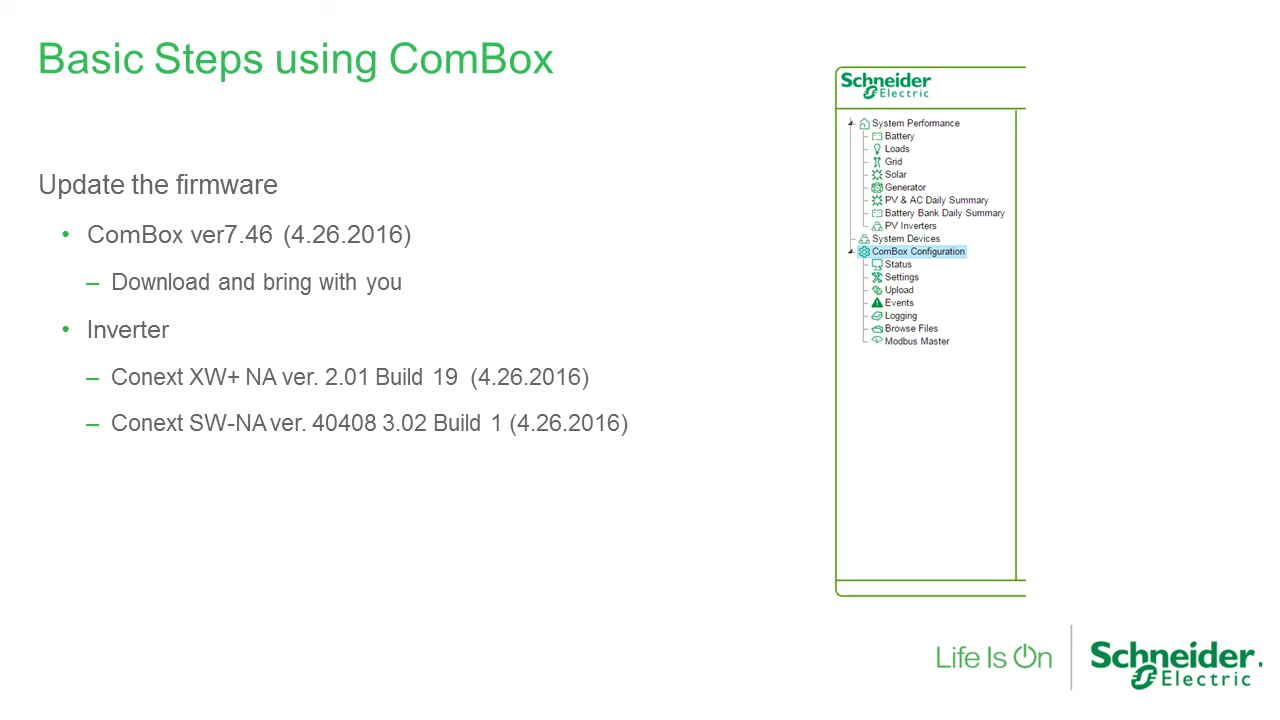 Basic Steps using ComBox
Update the firmware
• ComBox ver7.46 (4.26.2016)
– Download and bring with you
• Inverter
– Conext XW+ NA ver. 2.01 Build 19 (4.26.2016)
– Conext SW-NA ver. 40408 3.02 Build 1 (4.26.2016)
Schneider
Electric
System Performance
Battery
Loads
Grid
Solar
Generator
PV & AC Daily Summary
Battery Bank Daily Summary
PV Inverters
System Devices
ComBox Configuration
Status
Settings
Upload
Events
Logging
Browse Files
Modbus Master
Life Is On
Schneider
Electric